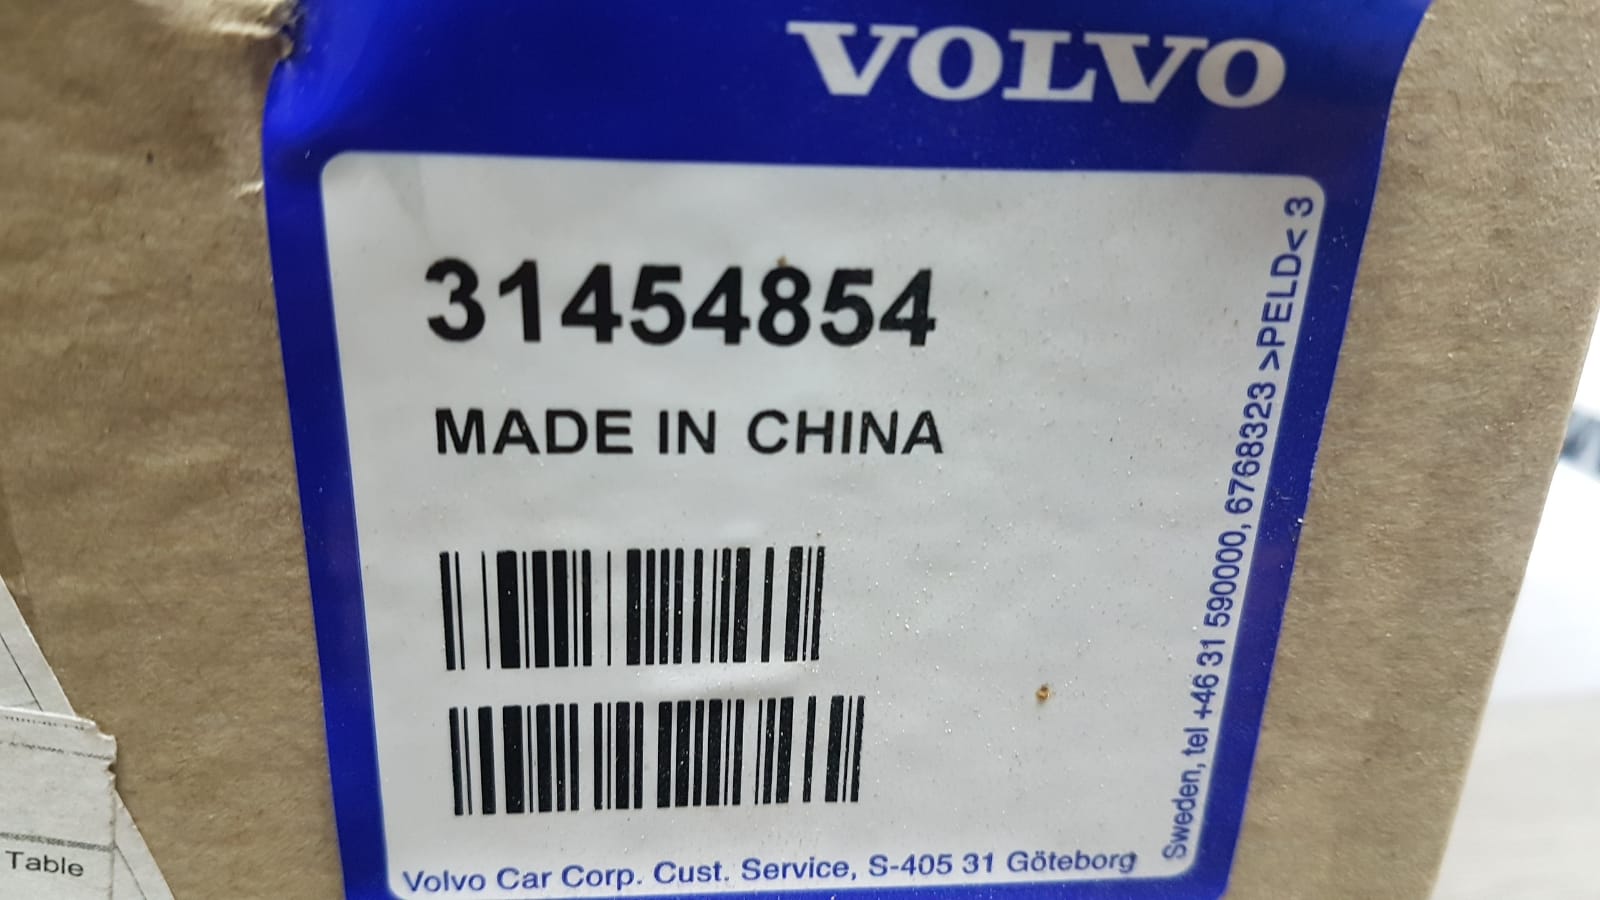 VOLVO
31454854
MADE IN CHINA
Volvo Car Corp. Cust. Service, S-405 31 Göteborg
Sweden, tel +46 31 590000, 6768323 >PELD< 3
Table